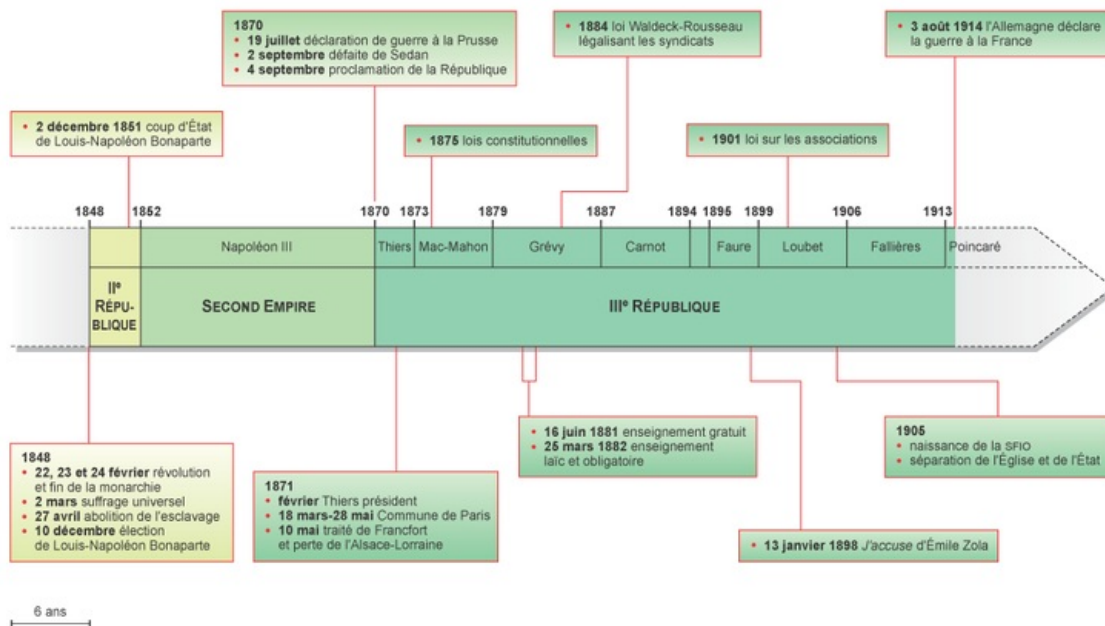 1870
• 19 juillet déclaration de guerre à la Prusse
• 2 septembre défaite de Sedan
• 4 septembre proclamation de la République
• 1884 loi Waldeck-Rousseau
légalisant les syndicats
• 3 août 1914 l'Allemagne déclare
la guerre à la France
• 2 décembre 1851 coup d'État
de Louis-Napoléon Bonaparte
• 1875 lois constitutionnelles
• 1901 loi sur les associations
1848 1852 1870 1873 1879 1887 1894 1895 1899 1906 1913
Napoléon III Thiers Mac-Mahon Grévy Carnot Faure Loubet Fallières Poincaré
IIe
RÉPU-
BLIQUE
SECOND EMPIRE
IIIe RÉPUBLIQUE
1848
• 22, 23 et 24 février révolution
et fin de la monarchie
• 2 mars suffrage universel
• 27 avril abolition de l'esclavage
• 10 décembre élection
de Louis-Napoléon Bonaparte
1871
• février Thiers président
• 18 mars-28 mai Commune de Paris
• 10 mai traité de Francfort
et perte de l'Alsace-Lorraine
• 16 juin 1881 enseignement gratuit
• 25 mars 1882 enseignement
laïc et obligatoire
1905
• naissance de la SFIO
• séparation de l'Église et de l'État
• 13 janvier 1898 J'accuse d'Émile Zola
6 ans